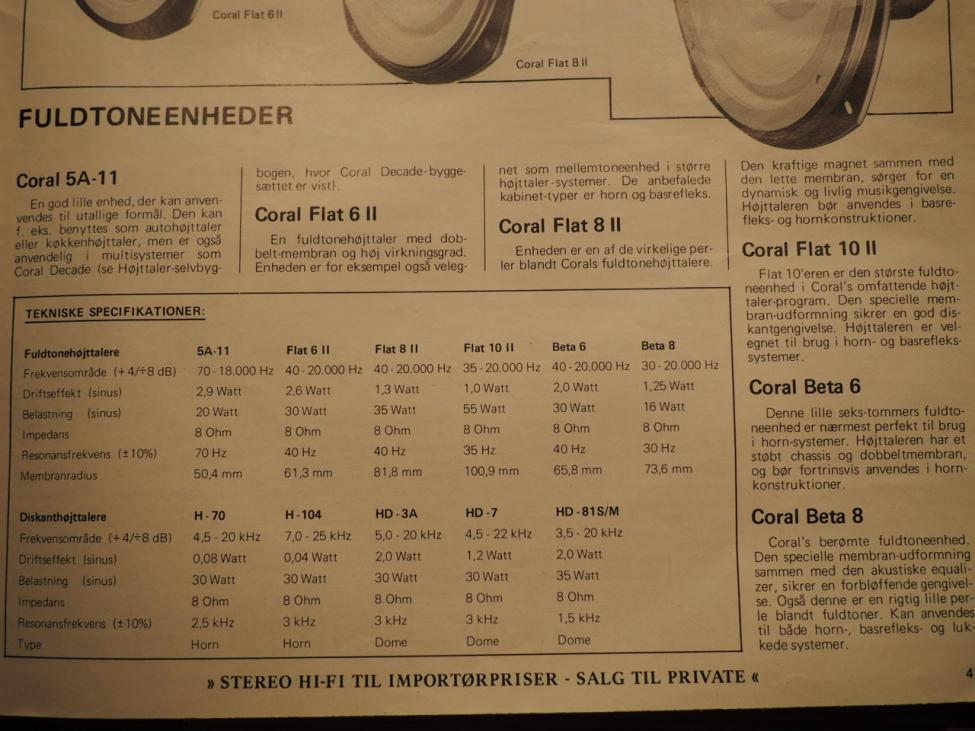 Coral Flat 6 II
Coral Flat 8 II
FULDTONEENHEDER
Coral 5A-11
En god lille enhed, der kan anven-
vendes til utallige formål. Den kan
f. eks. benyttes som autohøjttaler
eller køkkenhøjttaler, men er også
anvendelig i multisystemer som
Coral Decade (se Højttaler-selvbyg-
bogen, hvor Coral Decade-bygge-
sættet er vist).
Coral Flat 6 II
En fuldtonehøjttaler med dob-
belt-membran og høj virkningsgrad.
Enheden er for eksempel også veleg-
net som mellemtoneenhed i større
højttaler-systemer. De anbefalede
kabinet-typer er horn og basrefleks.
Coral Flat 8 II
Enheden er en af de virkelige per-
ler blandt Corals fuldtonehøjttalere.
Den kraftige magnet sammen med
den lette membran, sørger for en
dynamisk og livlig musikgengivelse.
Højttaleren bør anvendes i basre-
fleks- og hornkonstruktioner.
Coral Flat 10 II
Flat 10'eren er den største fuldto-
neenhed i Coral's omfattende højt-
taler-program. Den specielle mem-
bran-udformning sikrer en god dis-
kantgengivelse. Højttaleren er vel-
egnet til brug i horn- og basrefleks-
systemer.
Coral Beta 6
Denne lille seks-tommers fuldto-
neenhed er nærmest perfekt til brug
i horn-systemer. Højttaleren har et
støbt chassis og dobbeltmembran,
og bør fortrinsvis anvendes i horn-
konstruktioner.
Coral Beta 8
Coral's berømte fuldtoneenhed.
Den specielle membran-udformning
sammen med den akustiske equali-
zer, sikrer en forbløffende gengivel-
se. Også denne er en rigtig lille per-
le blandt fuldtoner. Kan anvendes
til både horn-, basrefleks- og luk-
kede systemer.
TEKNISKE SPECIFIKATIONER:
Fuldtonehøjttalere 5A-11 Flat 6 II Flat 8 II Flat 10 II Beta 6 Beta 8
Frekvensområde (+4/÷8 dB) 70 - 18.000 Hz 40 - 20.000 Hz 40 - 20.000 Hz 35 - 20.000 Hz 40 - 20.000 Hz 30 - 20.000 Hz
Driftseffekt (sinus) 2,9 Watt 2,6 Watt 1,3 Watt 1,0 Watt 2,0 Watt 1,25 Watt
Belastning (sinus) 20 Watt 30 Watt 35 Watt 55 Watt 30 Watt 16 Watt
Impedans 8 Ohm 8 Ohm 8 Ohm 8 Ohm 8 Ohm 8 Ohm
Resonansfrekvens (±10%) 70 Hz 40 Hz 40 Hz 35 Hz 40 Hz 30 Hz
Membranradius 50,4 mm 61,3 mm 81,8 mm 100,9 mm 65,8 mm 73,6 mm
Diskanthøjttalere H - 70 H - 104 HD - 3A HD - 7 HD - 81S/M
Frekvensområde (+4/÷8 dB) 4,5 - 20 kHz 7,0 - 25 kHz 5,0 - 20 kHz 4,5 - 22 kHz 3,5 - 20 kHz
Driftseffekt (sinus) 0,08 Watt 0,04 Watt 2,0 Watt 1,2 Watt 2,0 Watt
Belastning (sinus) 30 Watt 30 Watt 30 Watt 30 Watt 35 Watt
Impedans 8 Ohm 8 Ohm 8 Ohm 8 Ohm 8 Ohm
Resonansfrekvens (±10%) 2,5 kHz 3 kHz 3 kHz 3 kHz 1,5 kHz
Type Horn Horn Dome Dome Dome
» STEREO HI-FI TIL IMPORTØRPRISER - SALG TIL PRIVATE «
4